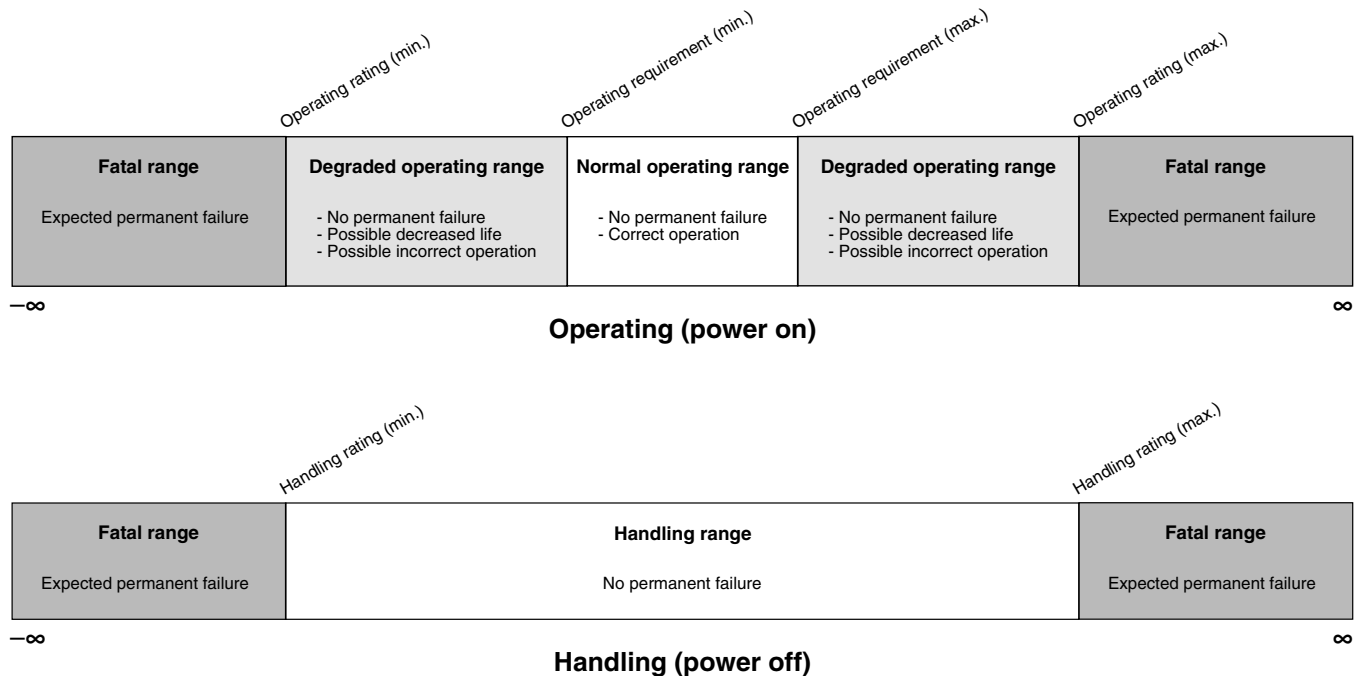 Operating rating (min.)
Operating requirement (min.)
Operating requirement (max.)
Operating rating (max.)
Fatal range
Degraded operating range
Normal operating range
Degraded operating range
Fatal range
Expected permanent failure
- No permanent failure
- Possible decreased life
- Possible incorrect operation
- No permanent failure
- Correct operation
- No permanent failure
- Possible decreased life
- Possible incorrect operation
Expected permanent failure
−∞
∞
Operating (power on)
Handling rating (min.)
Handling rating (max.)
Fatal range
Handling range
Fatal range
Expected permanent failure
No permanent failure
Expected permanent failure
−∞
∞
Handling (power off)